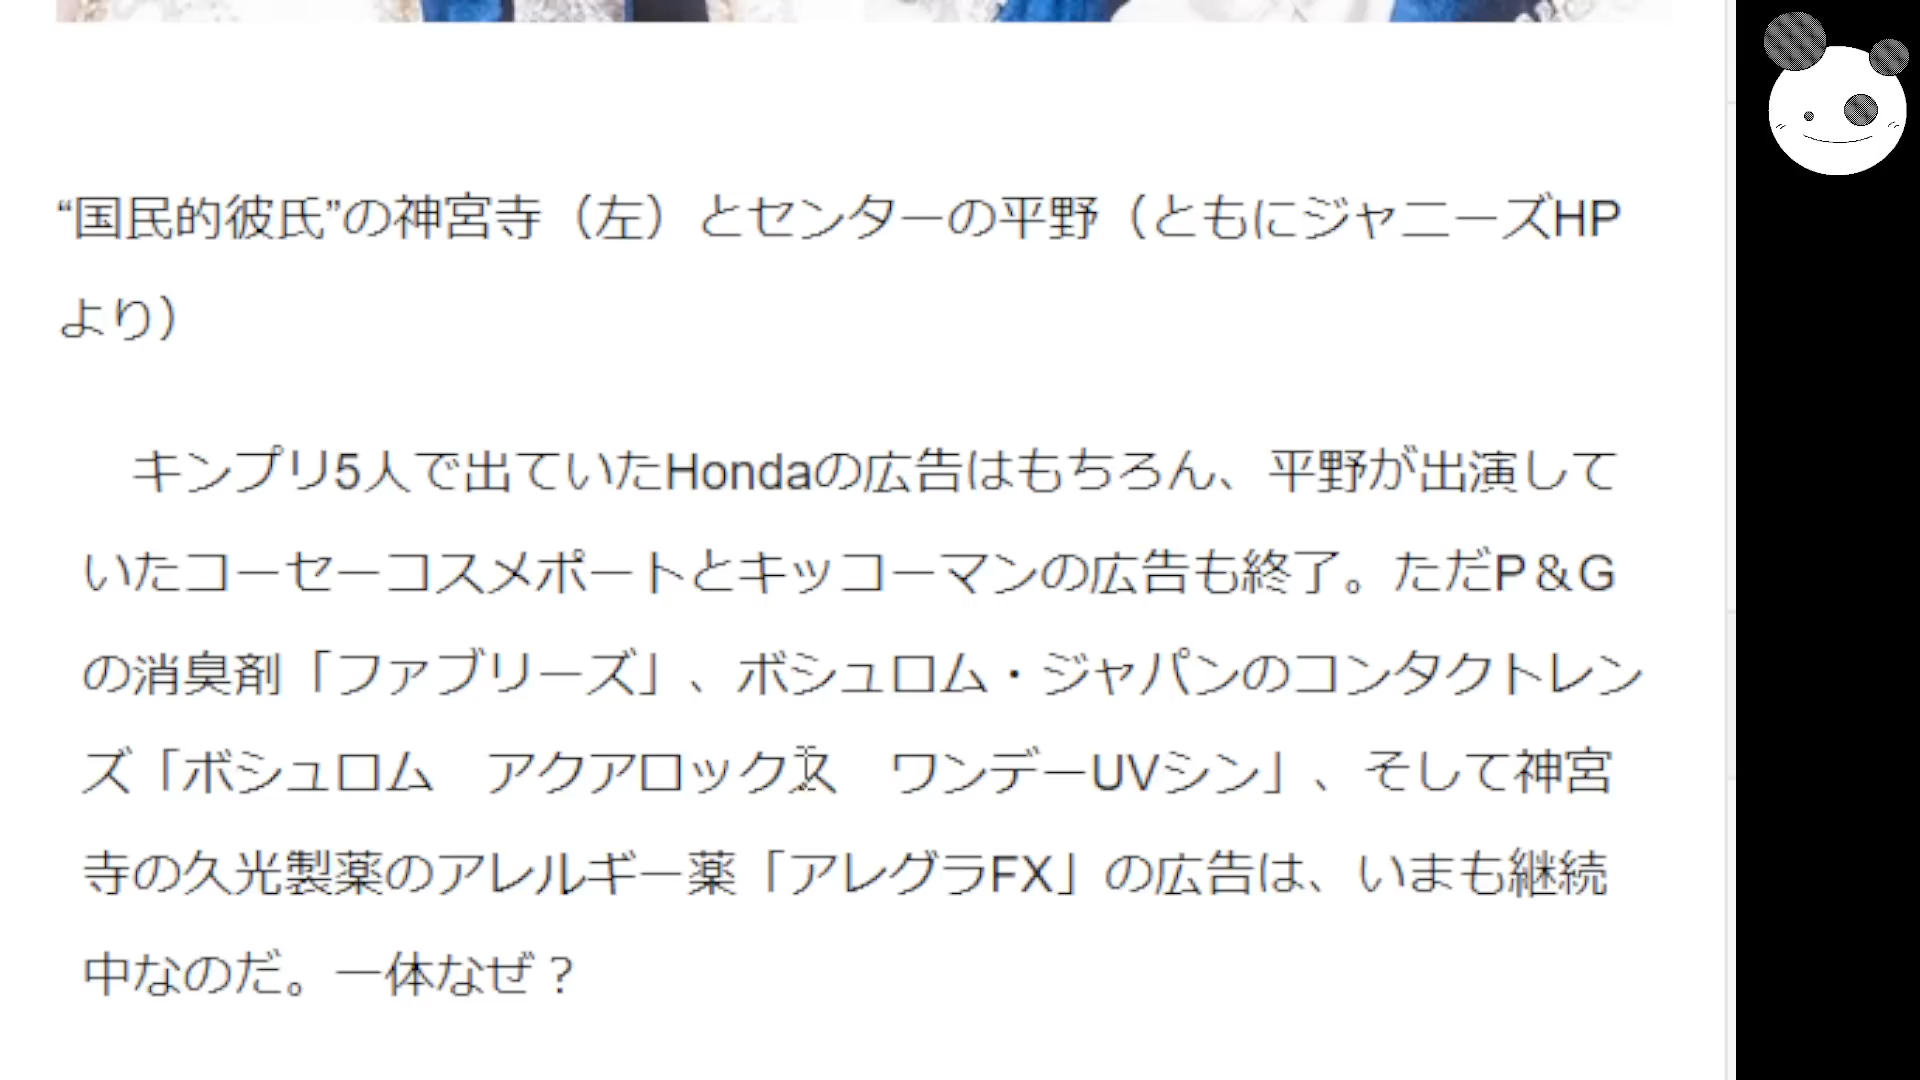 “国民的彼氏”の神宮寺（左）とセンターの平野（ともにジャニーズHP
より）
キンプリ5人で出ていたHondaの広告はもちろん、平野が出演して
いたコーセーコスメポートとキッコーマンの広告も終了。ただP＆G
の消臭剤「ファブリーズ」、ボシュロム・ジャパンのコンタクトレン
ズ「ボシュロム　アクアロックス　ワンデーUVシン」、そして神宮
寺の久光製薬のアレルギー薬「アレグラFX」の広告は、いまも継続
中なのだ。一体なぜ？